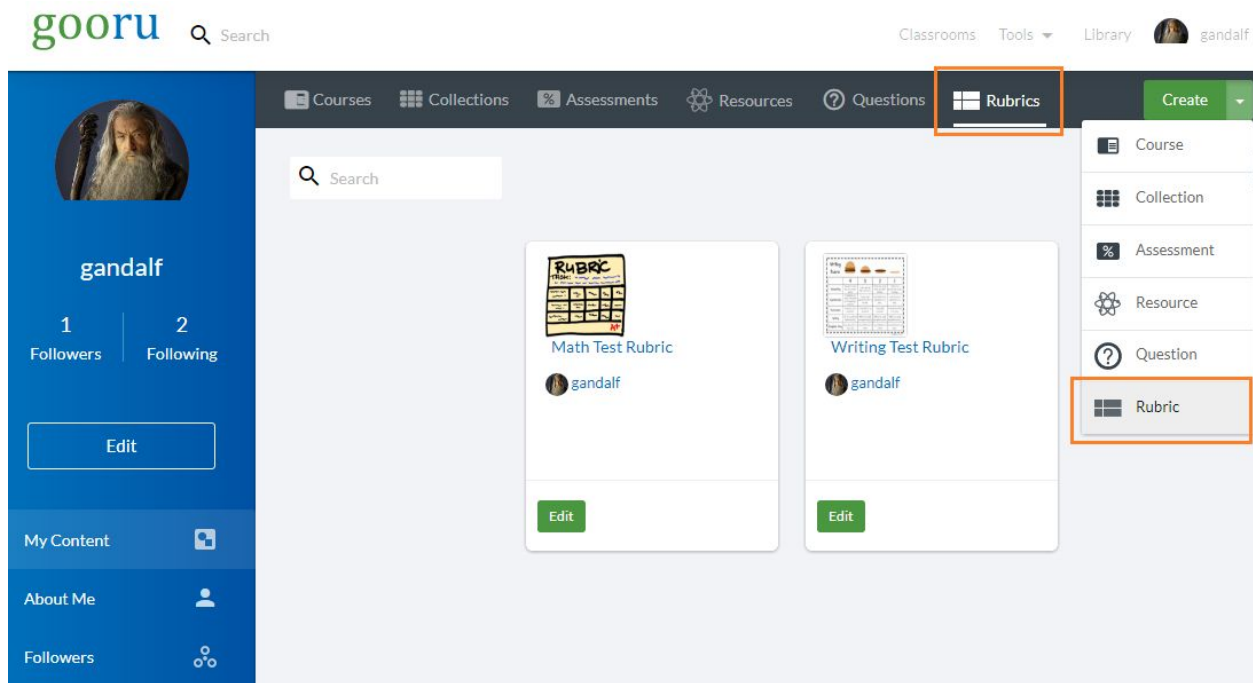 gooru
Search
Classrooms Tools Library gandalf
Courses Collections Assessments Resources Questions Rubrics Create
Course
Collection
Assessment
Resource
Question
Rubric
Search
gandalf
1 2
Followers Following
Edit
My Content
About Me
Followers
RUBRIC
TASK:
A+
Math Test Rubric
gandalf
Edit
Writing Test Rubric
gandalf
Edit